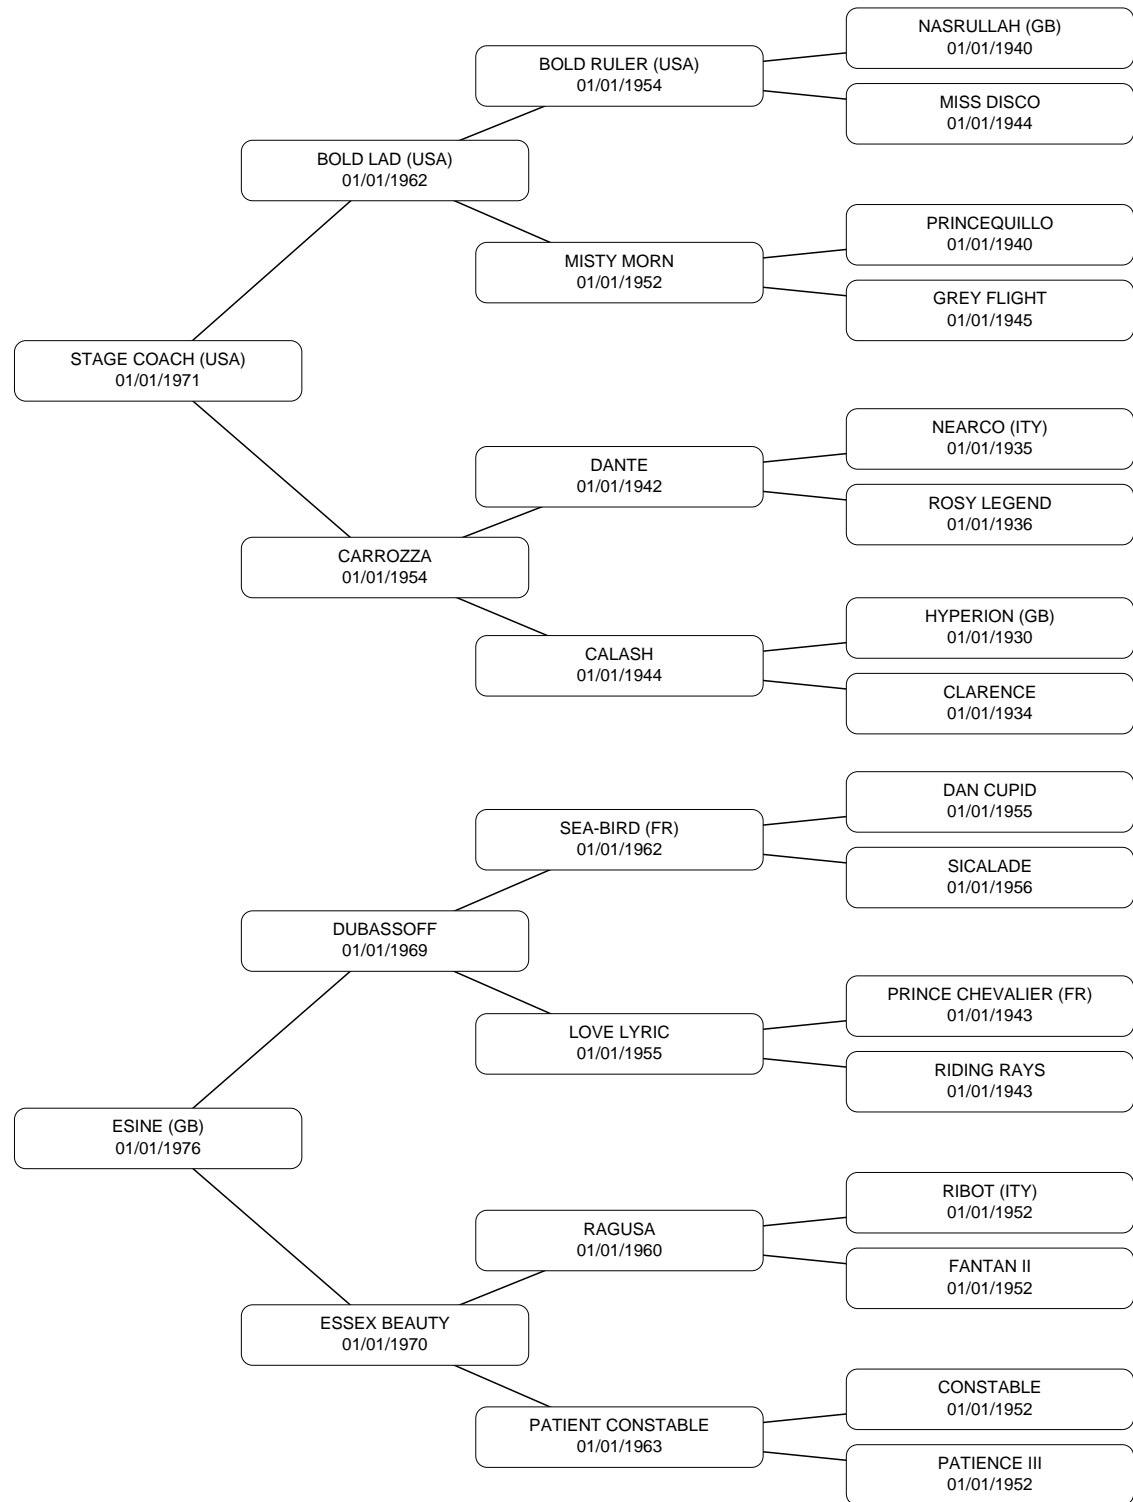 NASRULLAH (GB)
01/01/1940
BOLD RULER (USA)
01/01/1954
MISS DISCO
01/01/1944
BOLD LAD (USA)
01/01/1962
PRINCEQUILLO
01/01/1940
MISTY MORN
01/01/1952
GREY FLIGHT
01/01/1945
STAGE COACH (USA)
01/01/1971
NEARCO (ITY)
01/01/1935
DANTE
01/01/1942
ROSY LEGEND
01/01/1936
CARROZZA
01/01/1954
HYPERION (GB)
01/01/1930
CALASH
01/01/1944
CLARENCE
01/01/1934
DAN CUPID
01/01/1955
SEA-BIRD (FR)
01/01/1962
SICALADE
01/01/1956
DUBASSOFF
01/01/1969
PRINCE CHEVALIER (FR)
01/01/1943
LOVE LYRIC
01/01/1955
RIDING RAYS
01/01/1943
ESINE (GB)
01/01/1976
RIBOT (ITY)
01/01/1952
RAGUSA
01/01/1960
FANTAN II
01/01/1952
ESSEX BEAUTY
01/01/1970
CONSTABLE
01/01/1952
PATIENT CONSTABLE
01/01/1963
PATIENCE III
01/01/1952